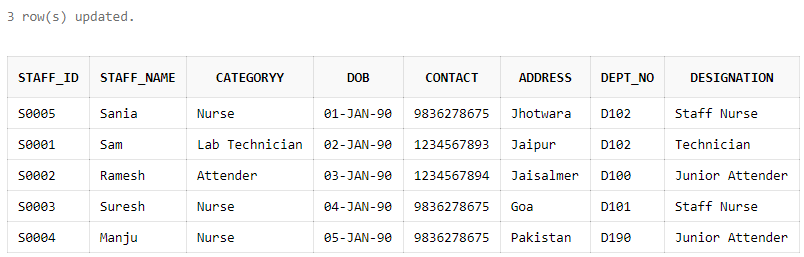 3 row(s) updated.
STAFF_ID STAFF_NAME CATEGORYY DOB CONTACT ADDRESS DEPT_NO DESIGNATION
S0005 Sania Nurse 01-JAN-90 9836278675 Jhotwara D102 Staff Nurse
S0001 Sam Lab Technician 02-JAN-90 1234567893 Jaipur D102 Technician
S0002 Ramesh Attender 03-JAN-90 1234567894 Jaisalmer D100 Junior Attender
S0003 Suresh Nurse 04-JAN-90 9836278675 Goa D101 Staff Nurse
S0004 Manju Nurse 05-JAN-90 9836278675 Pakistan D190 Junior Attender